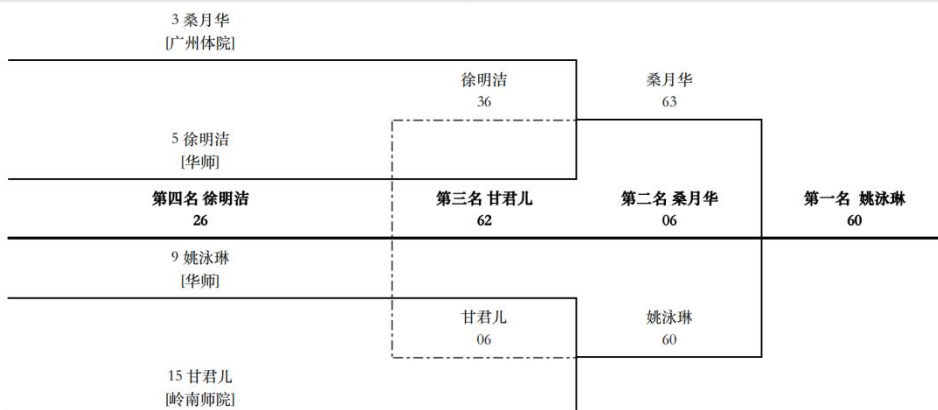 3 桑月华
[广州体院]
徐明洁
36
桑月华
63
5 徐明洁
[华师]
第四名 徐明洁
26
第三名 甘君儿
62
第二名 桑月华
06
第一名 姚泳琳
60
9 姚泳琳
[华师]
甘君儿
06
姚泳琳
60
15 甘君儿
[岭南师院]